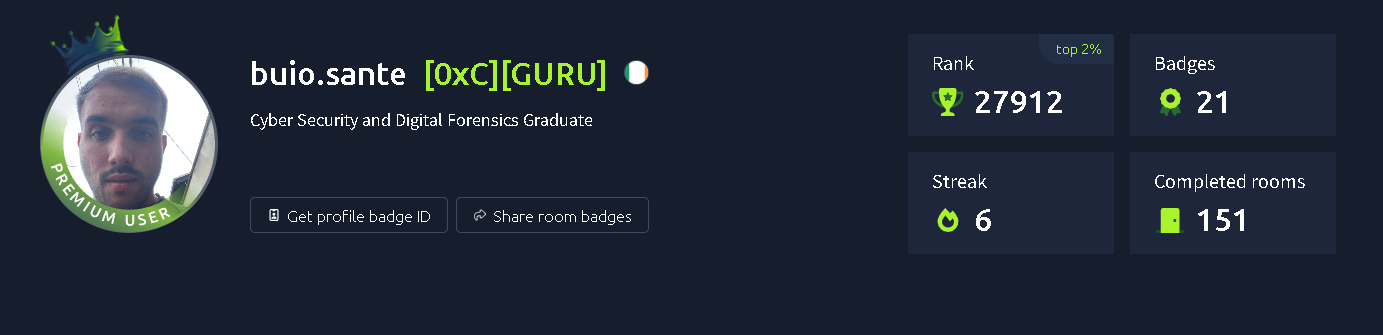 buio.sante [0xC][GURU]
Cyber Security and Digital Forensics Graduate
PREMIUM USER
Get profile badge ID
Share room badges
Rank
top 2%
27912
Badges
21
Streak
6
Completed rooms
151